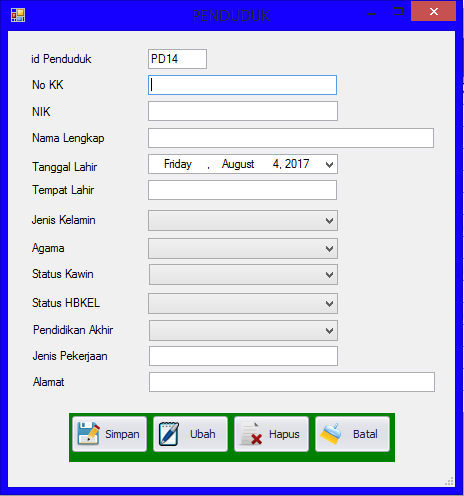 PENDUDUK
id Penduduk PD14
No KK
NIK
Nama Lengkap
Tanggal Lahir Friday , August 4, 2017
Tempat Lahir
Jenis Kelamin
Agama
Status Kawin
Status HBKEL
Pendidikan Akhir
Jenis Pekerjaan
Alamat
Simpan Ubah Hapus Batal